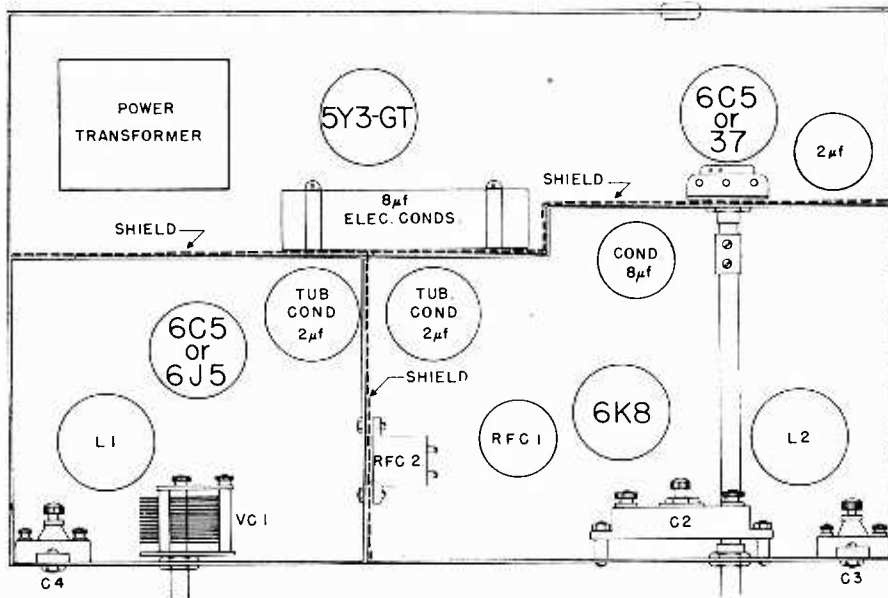 POWER
TRANSFORMER
5Y3-GT
6C5
or
37
2µf
SHIELD
8µf
ELEC. CONDS.
SHIELD
COND
8µf
TUB
COND
2µf
TUB.
COND
2µf
6C5
or
6J5
SHIELD
6K8
L1
RFC 2
RFC 1
L2
VC 1
C2
C4
C3